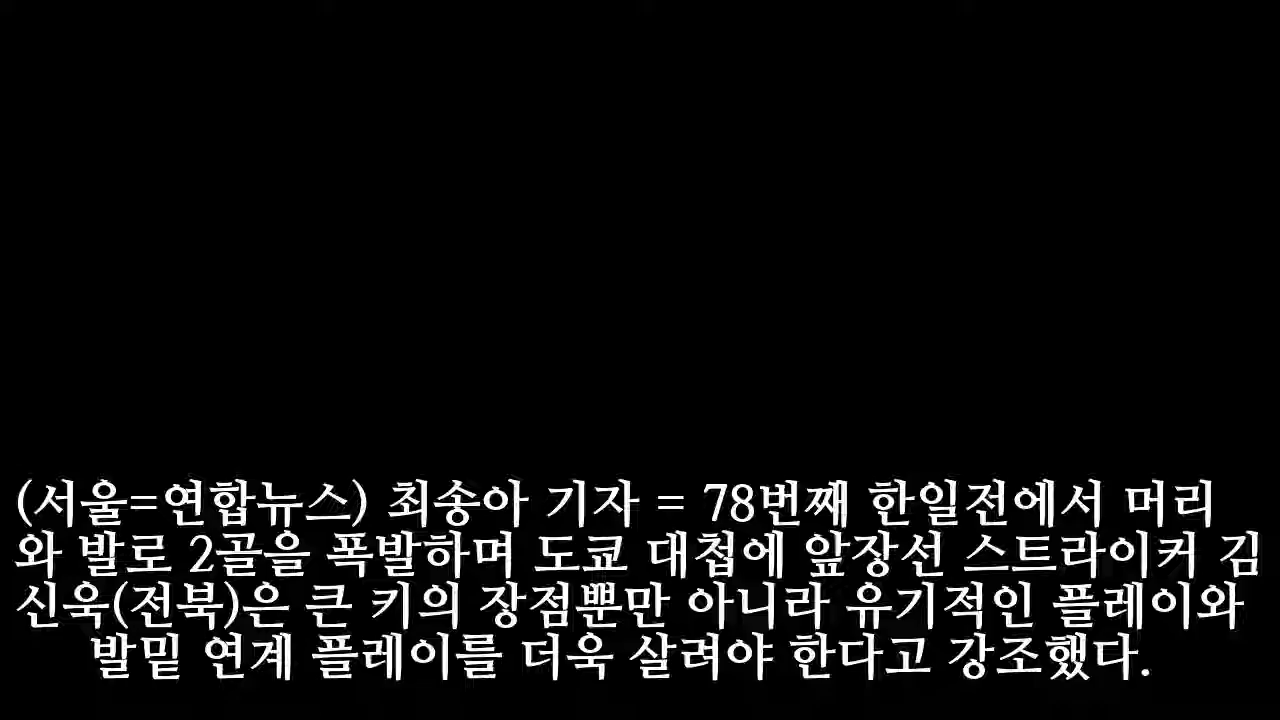 (서울=연합뉴스) 최송아 기자 = 78번째 한일전에서 머리
와 발로 2골을 폭발하며 도쿄 대첩에 앞장선 스트라이커 김
신욱(전북)은 큰 키의 장점뿐만 아니라 유기적인 플레이와
발밑 연계 플레이를 더욱 살려야 한다고 강조했다.